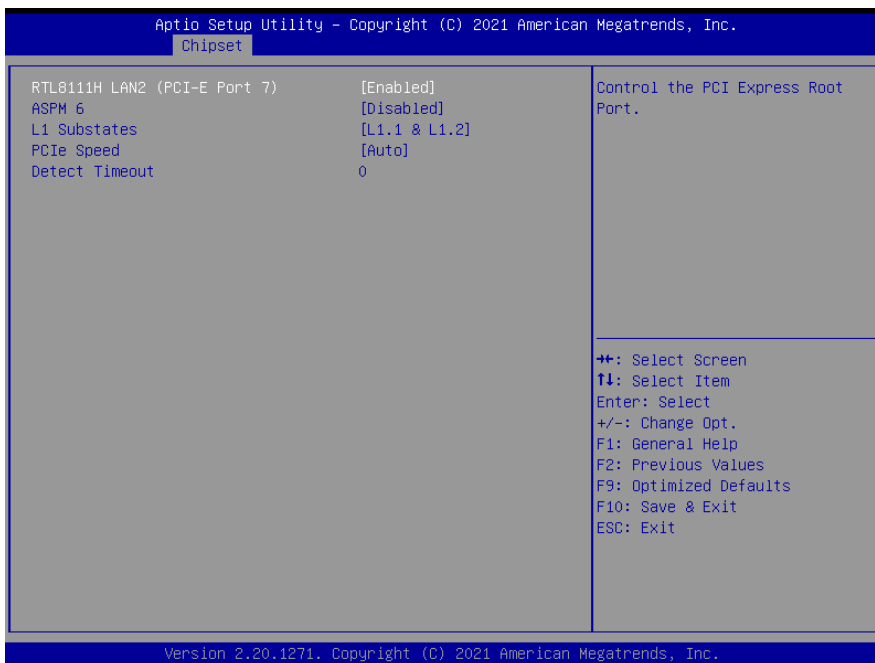 Aptio Setup Utility – Copyright (C) 2021 American Megatrends, Inc.
Chipset
RTL8111H LAN2 (PCI-E Port 7) [Enabled]
ASPM 6 [Disabled]
L1 Substates [L1.1 & L1.2]
PCIe Speed [Auto]
Detect Timeout 0
Control the PCI Express Root
Port.
→←: Select Screen
↑↓: Select Item
Enter: Select
+/-: Change Opt.
F1: General Help
F2: Previous Values
F9: Optimized Defaults
F10: Save & Exit
ESC: Exit
Version 2.20.1271. Copyright (C) 2021 American Megatrends, Inc.